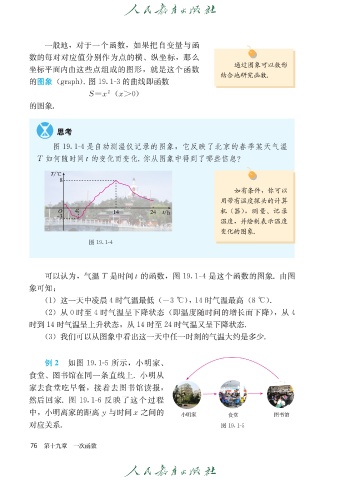 人民教育出版社
一般地，对于一个函数，如果把自变量与函
数的每对对应值分别作为点的横、纵坐标，那么
坐标平面内由这些点组成的图形，就是这个函数
的图象（graph）. 图 19.1-3 的曲线即函数
S=x²（x>0）
的图象.
通过图象可以数形
结合地研究函数.
思考
图 19.1-4 是自动测温仪记录的图象，它反映了北京的春季某天气温
T 如何随时间 t 的变化而变化. 你从图象中得到了哪些信息？
T/℃
8
O
4
14
24
t/h
-3
图 19.1-4
如有条件，你可以
用带有温度探头的计算
机（器），测量、记录
温度，并绘制表示温度
变化的图象.
可以认为，气温 T 是时间 t 的函数，图 19.1-4 是这个函数的图象. 由图
象可知：
（1）这一天中凌晨 4 时气温最低（－3 ℃），14 时气温最高（8 ℃）.
（2）从 0 时至 4 时气温呈下降状态（即温度随时间的增长而下降），从 4
时到 14 时气温呈上升状态，从 14 时至 24 时气温又呈下降状态.
（3）我们可以从图象中看出这一天中任一时刻的气温大约是多少.
例 2 如图 19.1-5 所示，小明家、
食堂、图书馆在同一条直线上. 小明从
家去食堂吃早餐，接着去图书馆读报，
然后回家. 图 19.1-6 反映了这个过程
中，小明离家的距离 y 与时间 x 之间的
对应关系.
小明家
食堂
图书馆
图 19.1-5
76 第十九章 一次函数
人民教育出版社